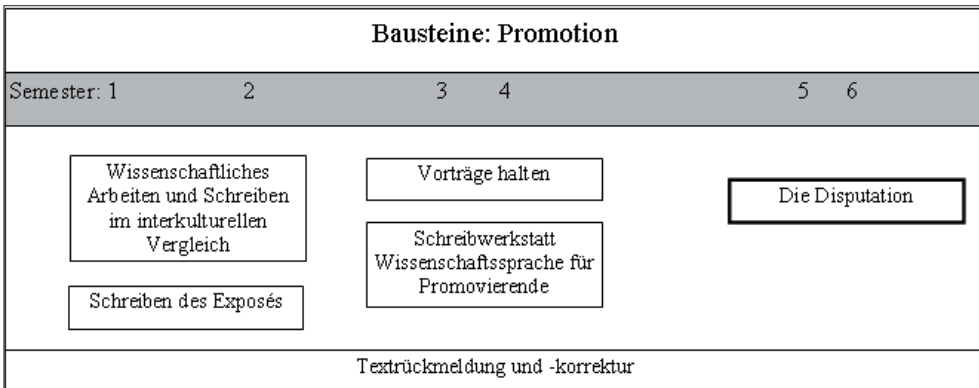 Bausteine: Promotion
Semester: 1 2 3 4 5 6
Wissenschaftliches
Arbeiten und Schreiben
im interkulturellen
Vergleich
Schreiben des Exposés
Vorträge halten
Schreibwerkstatt
Wissenschaftssprache für
Promovierende
Die Disputation
Textrückmeldung und -korrektur